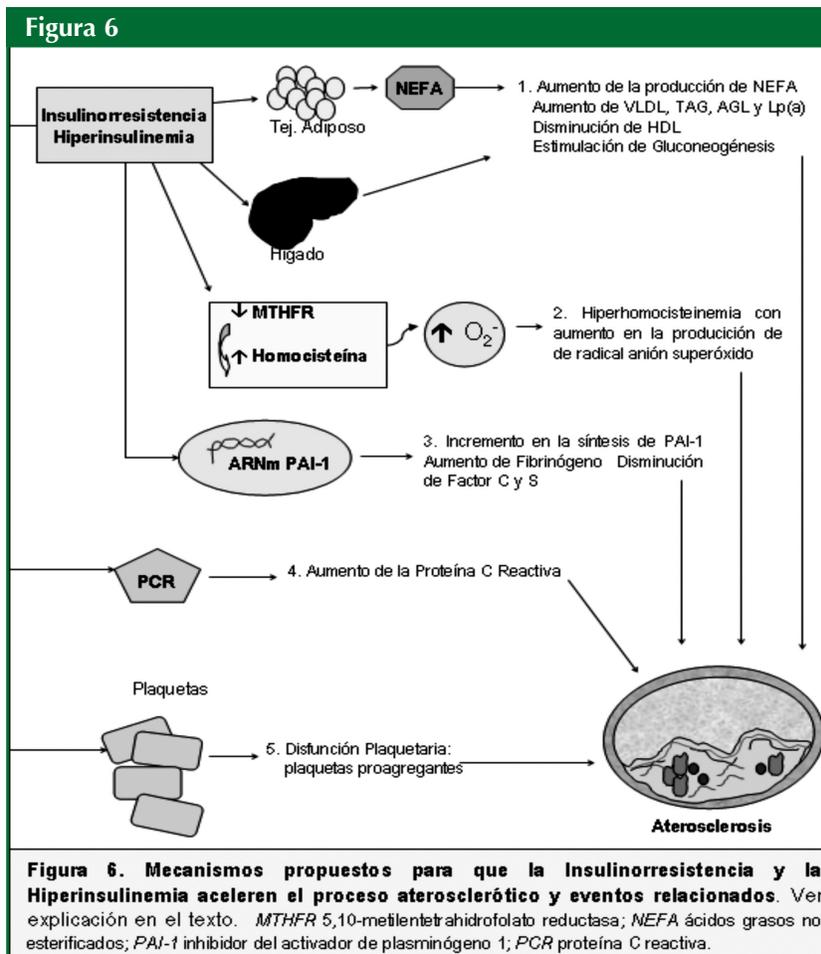 Figura 6
Insulinorresistencia
Hiperinsulinemia
Tej. Adiposo
NEFA
1. Aumento de la producción de NEFA
Aumento de VLDL, TAG, AGL y Lp(a)
Disminución de HDL
Estimulación de Gluconeogénesis
Hígado
MTHFR
Homocisteína
O₂⁻
2. Hiperhomocisteinemia con
aumento en la producición de
de radical anión superóxido
ARNm PAI-1
3. Incremento en la síntesis de PAI-1
Aumento de Fibrinógeno Disminución
de Factor C y S
PCR
4. Aumento de la Proteína C Reactiva
Plaquetas
5. Disfunción Plaquetaria:
plaquetas proagregantes
Aterosclerosis
Figura 6. Mecanismos propuestos para que la Insulinorresistencia y la
Hiperinsulinemia aceleren el proceso aterosclerótico y eventos relacionados. Ver
explicación en el texto. MTHFR 5,10-metilentetrahidrofolato reductasa; NEFA ácidos grasos no
esterificados; PAI-1 inhibidor del activador de plasminógeno 1; PCR proteína C reactiva.